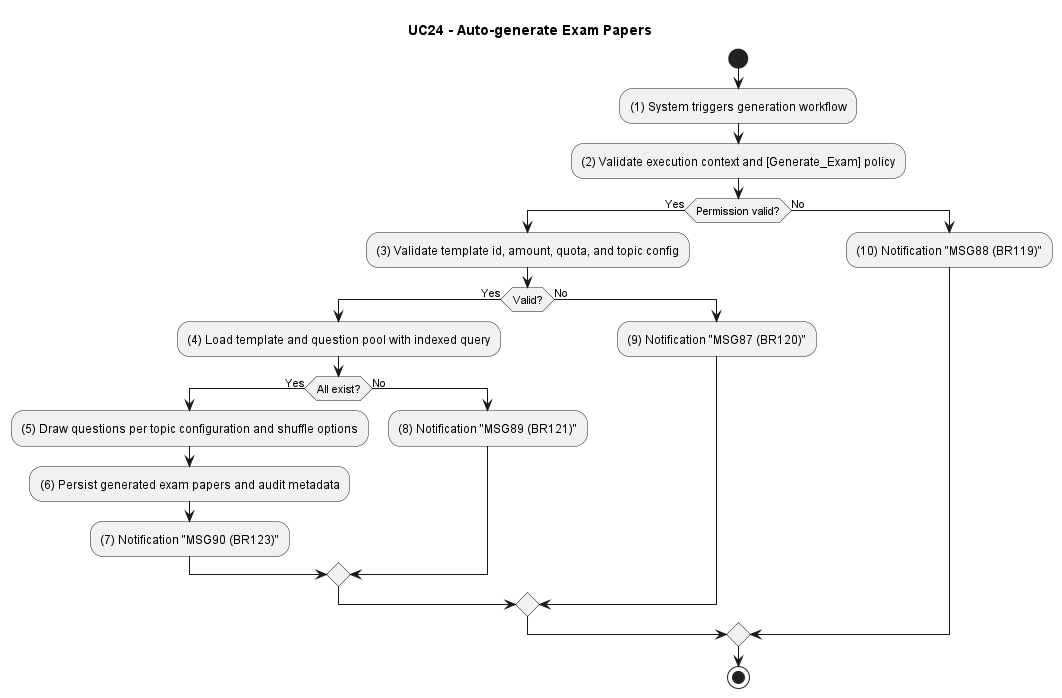 UC24 - Auto-generate Exam Papers
(1) System triggers generation workflow
(2) Validate execution context and [Generate_Exam] policy
Yes
Permission valid?
No
(3) Validate template id, amount, quota, and topic config
(10) Notification "MSG88 (BR119)"
Yes
Valid?
No
(4) Load template and question pool with indexed query
(9) Notification "MSG87 (BR120)"
Yes
All exist?
No
(5) Draw questions per topic configuration and shuffle options
(8) Notification "MSG89 (BR121)"
(6) Persist generated exam papers and audit metadata
(7) Notification "MSG90 (BR123)"